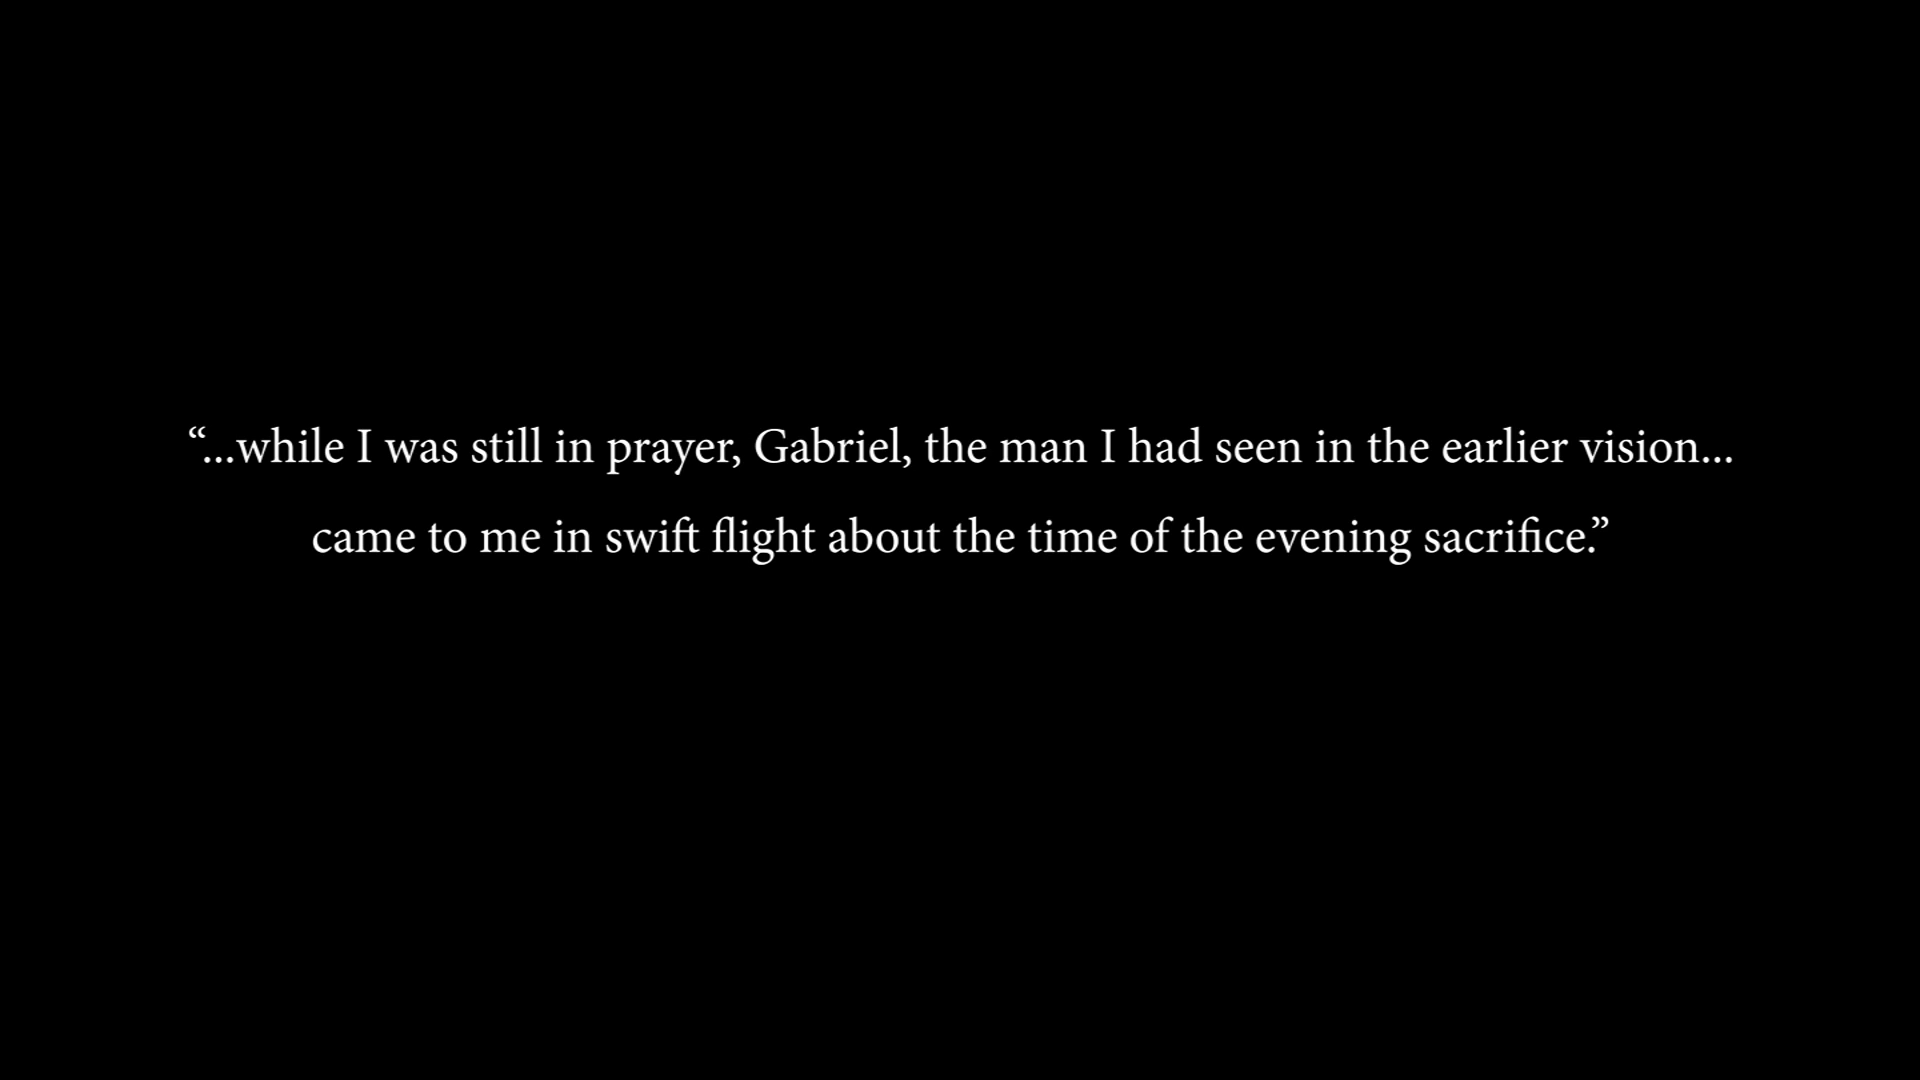 “...while I was still in prayer, Gabriel, the man I had seen in the earlier vision...
came to me in swift flight about the time of the evening sacrifice.”